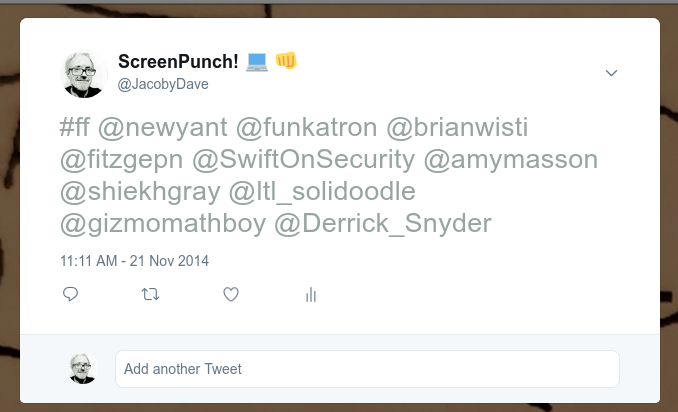 ScreenPunch! 💻 👊
@JacobyDave
#ff @newyant @funkatron @brianwisti
@fitzgepn @SwiftOnSecurity @amymasson
@shiekhgray @ltl_solidoodle
@gizmomathboy @Derrick_Snyder
11:11 AM - 21 Nov 2014
Add another Tweet